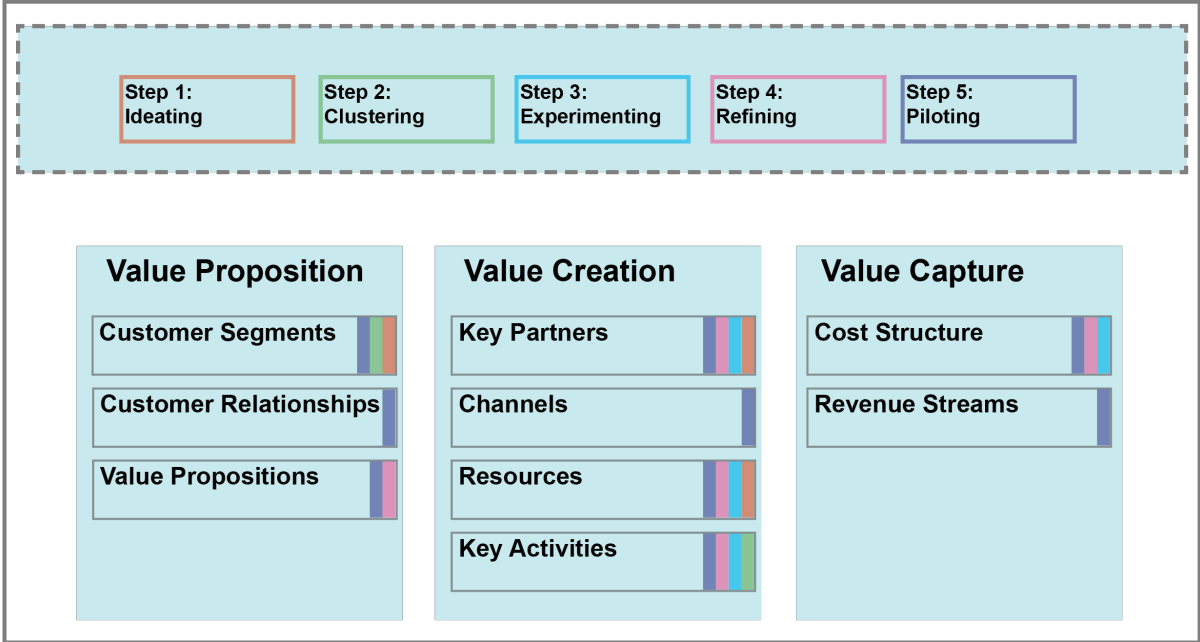 Step 1:
Ideating
Step 2:
Clustering
Step 3:
Experimenting
Step 4:
Refining
Step 5:
Piloting
Value Proposition
Customer Segments
Customer Relationships
Value Propositions
Value Creation
Key Partners
Channels
Resources
Key Activities
Value Capture
Cost Structure
Revenue Streams